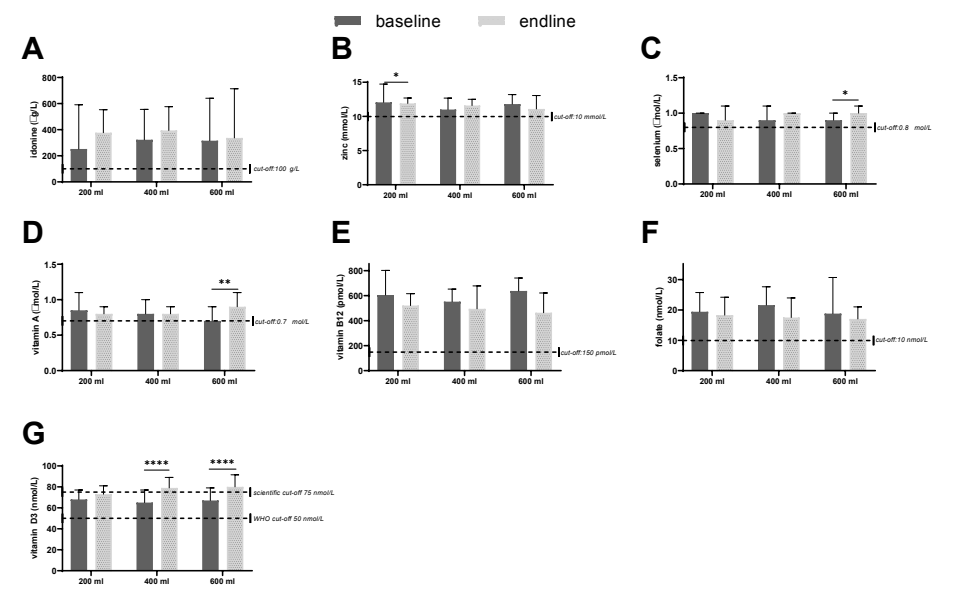 baseline endline
A
800
600
400
200
0
idonine (□g/L)
cut-off:100 g/L
200 ml 400 ml 600 ml
B
15
10
5
0
zinc (mmol/L)
*
cut-off:10 mmol/L
200 ml 400 ml 600 ml
C
1.5
1.0
0.5
0.0
selenium (□mol/L)
*
cut-off:0.8 mol/L
200 ml 400 ml 600 ml
D
1.5
1.0
0.5
0.0
vitamin A (□mol/L)
**
cut-off:0.7 mol/L
200 ml 400 ml 600 ml
E
800
600
400
200
0
vitamin B12 (pmol/L)
cut-off:150 pmol/L
200 ml 400 ml 600 ml
F
30
20
10
0
folate (nmol/L)
cut-off:10 nmol/L
200 ml 400 ml 600 ml
G
100
80
60
40
20
0
vitamin D3 (nmol/L)
**** ****
scientific cut-off 75 nmol/L
WHO cut-off 50 nmol/L
200 ml 400 ml 600 ml